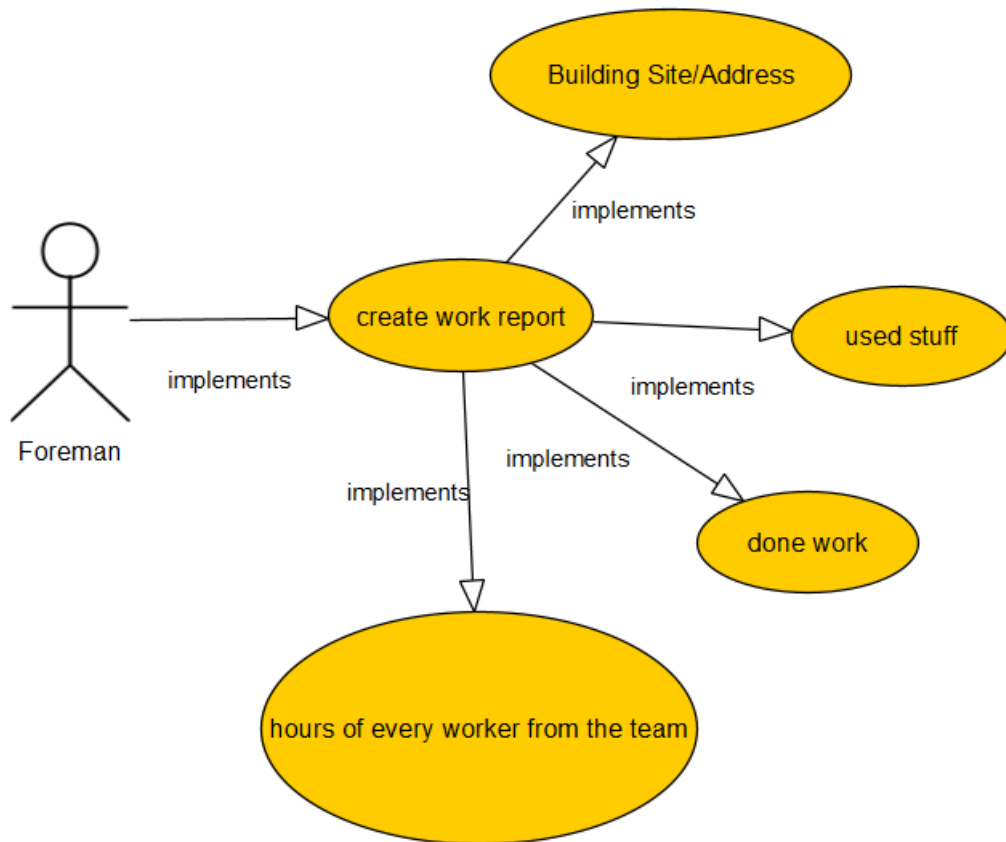 Building Site/Address
implements
create work report
used stuff
implements
implements
Foreman
implements
implements
done work
hours of every worker from the team